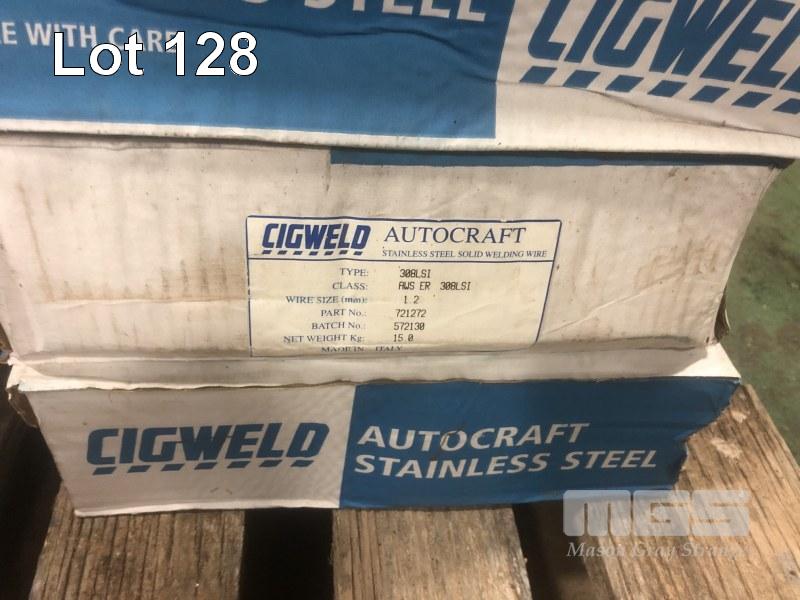 STEEL
CIGWELD
E WITH CARE
Lot 128
CIGWELD AUTOCRAFT
STAINLESS STEEL SOLID WELDING WIRE
TYPE: 308LSI
CLASS: AWS ER 308LSI
WIRE SIZE (mm): 1.2
PART No.: 721272
BATCH No.: 572130
NET WEIGHT Kg: 15.0
MADE IN ITALY
CIGWELD AUTOCRAFT
STAINLESS STEEL
MGS
Mason Gray Strange